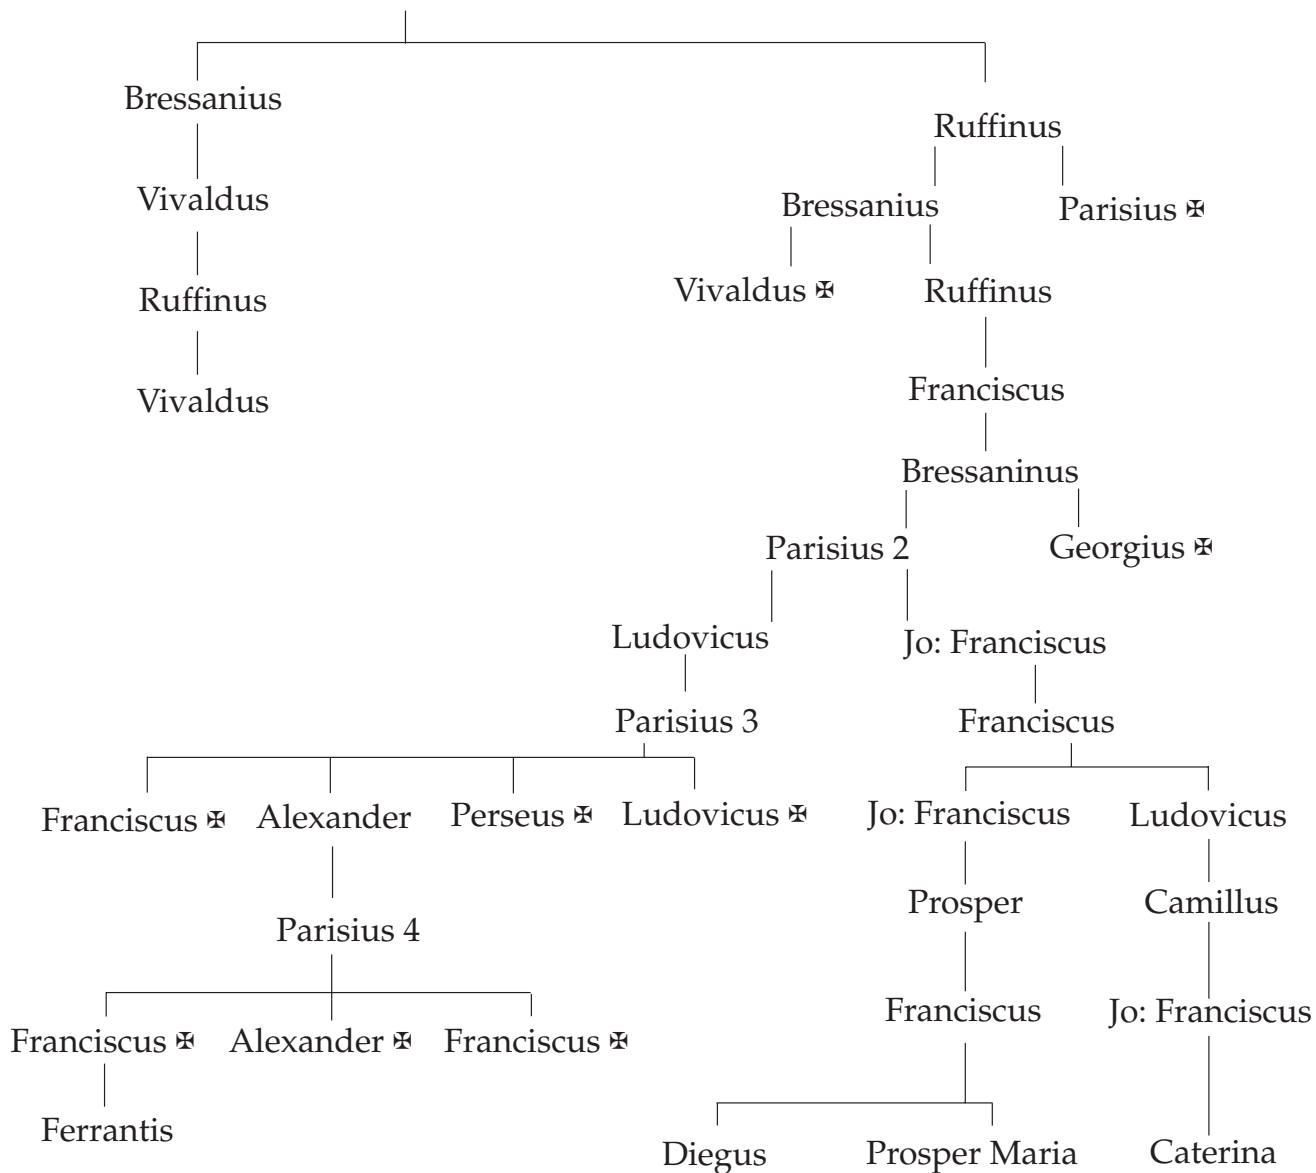 Bressanius
Ruffinus
Vivaldus
Bressanius
Parisius ✠
Vivaldus ✠
Ruffinus
Ruffinus
Franciscus
Vivaldus
Bressaninus
Parisius 2
Georgius ✠
Ludovicus
Jo: Franciscus
Parisius 3
Franciscus
Franciscus ✠
Alexander
Perseus ✠
Ludovicus ✠
Jo: Franciscus
Ludovicus
Prosper
Camillus
Parisius 4
Franciscus
Jo: Franciscus
Franciscus ✠
Alexander ✠
Franciscus ✠
Ferrantis
Diegus
Prosper Maria
Caterina